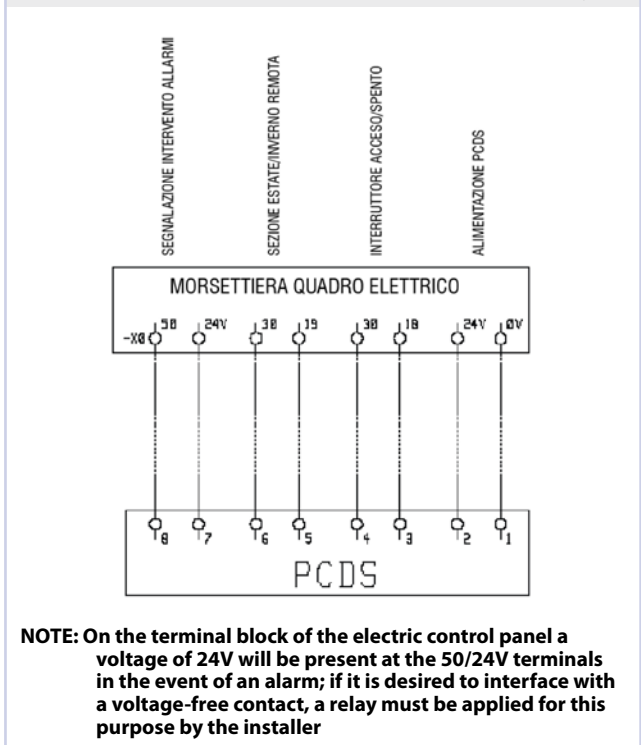 SEGNALAZIONE INTERVENTO ALLARMI
SEZIONE ESTATE/INVERNO REMOTA
INTERRUTTORE ACCESO/SPENTO
ALIMENTAZIONE PCDS
MORSETTIERA QUADRO ELETTRICO
-X0 50 24V 30 19 30 18 24V 0V
8 7 6 5 4 3 2 1
PCDS
NOTE: On the terminal block of the electric control panel a
voltage of 24V will be present at the 50/24V terminals
in the event of an alarm; if it is desired to interface with
a voltage-free contact, a relay must be applied for this
purpose by the installer